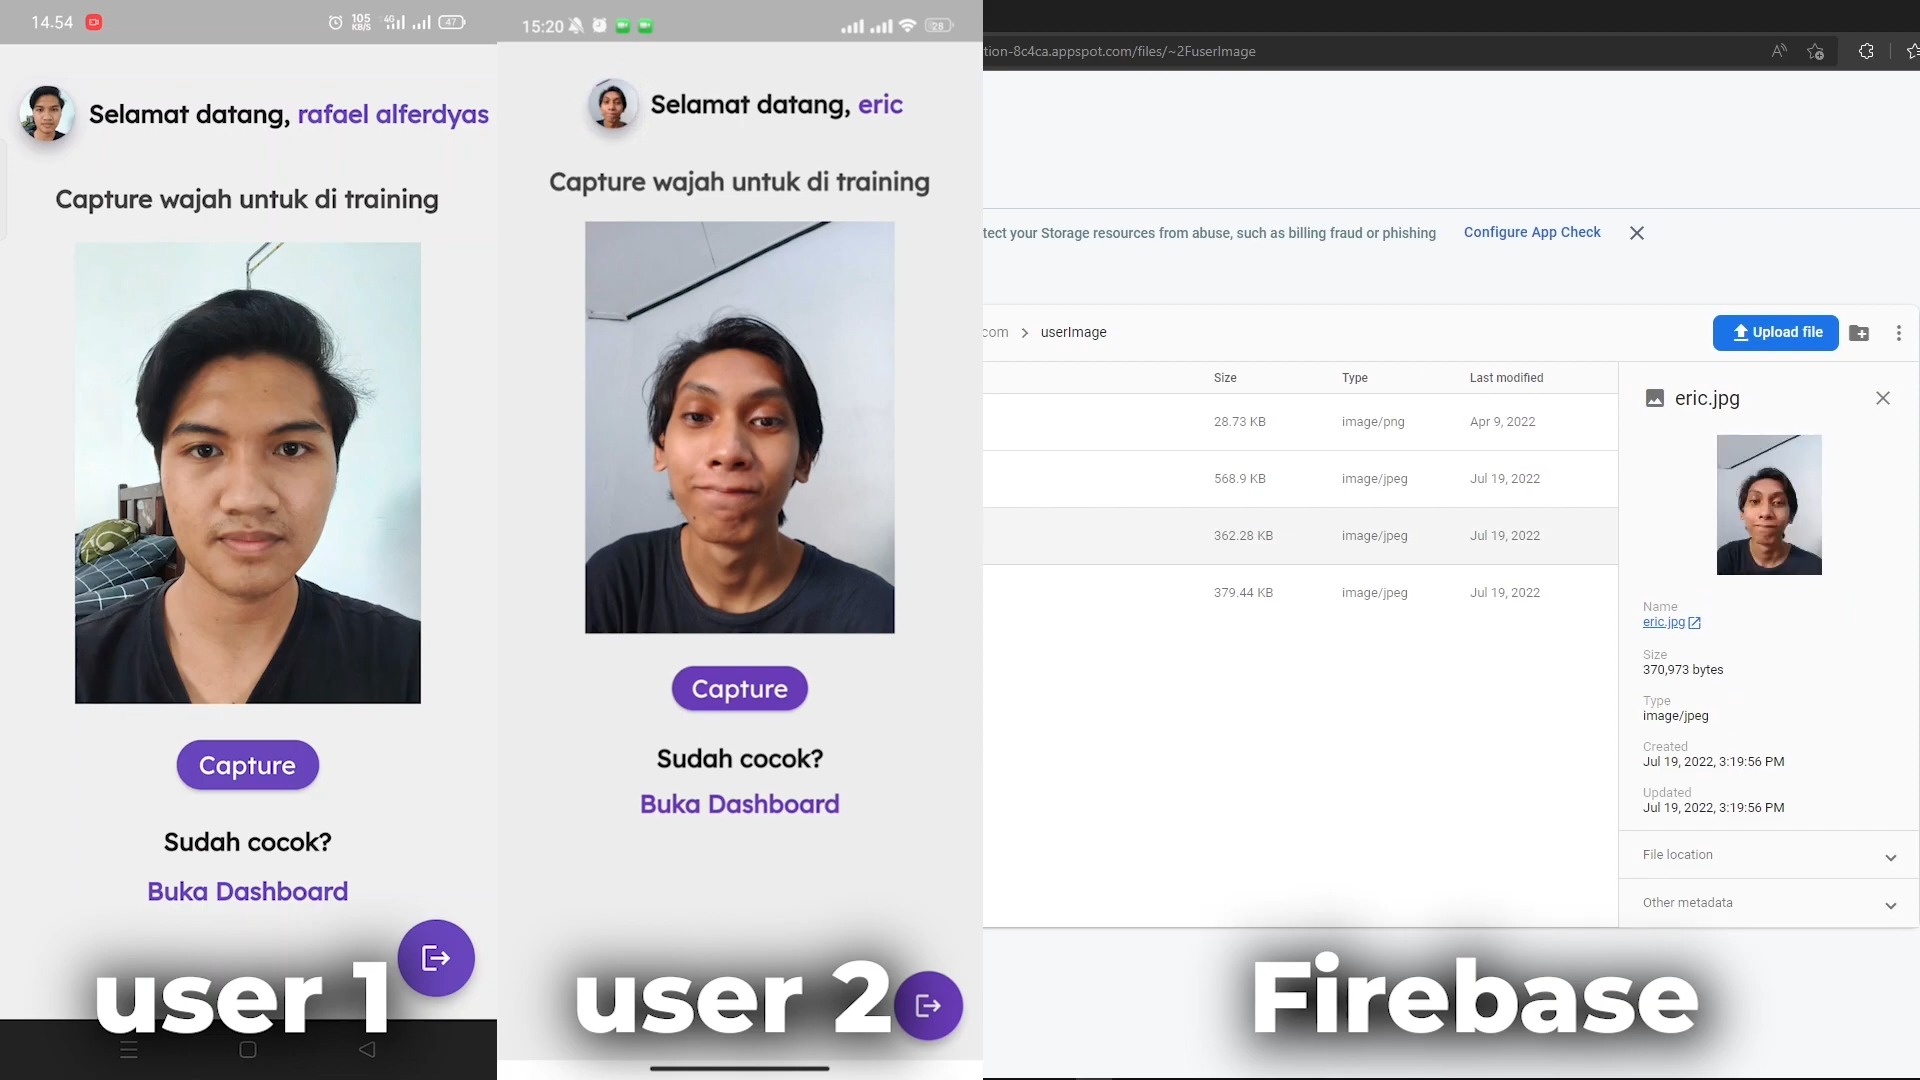 14.54
105
KB/S
4G
47
Selamat datang, rafael alferdyas
Capture wajah untuk di training
Capture
Sudah cocok?
Buka Dashboard
user 1
15:20
28
Selamat datang, eric
Capture wajah untuk di training
Capture
Sudah cocok?
Buka Dashboard
user 2
tion-8c4ca.appspot.com/files/~2FuserImage
tect your Storage resources from abuse, such as billing fraud or phishing
Configure App Check
com > userImage
Upload file
Size Type Last modified
28.73 KB image/png Apr 9, 2022
568.9 KB image/jpeg Jul 19, 2022
362.28 KB image/jpeg Jul 19, 2022
379.44 KB image/jpeg Jul 19, 2022
eric.jpg
Name
eric.jpg
Size
370,973 bytes
Type
image/jpeg
Created
Jul 19, 2022, 3:19:56 PM
Updated
Jul 19, 2022, 3:19:56 PM
File location
Other metadata
Firebase